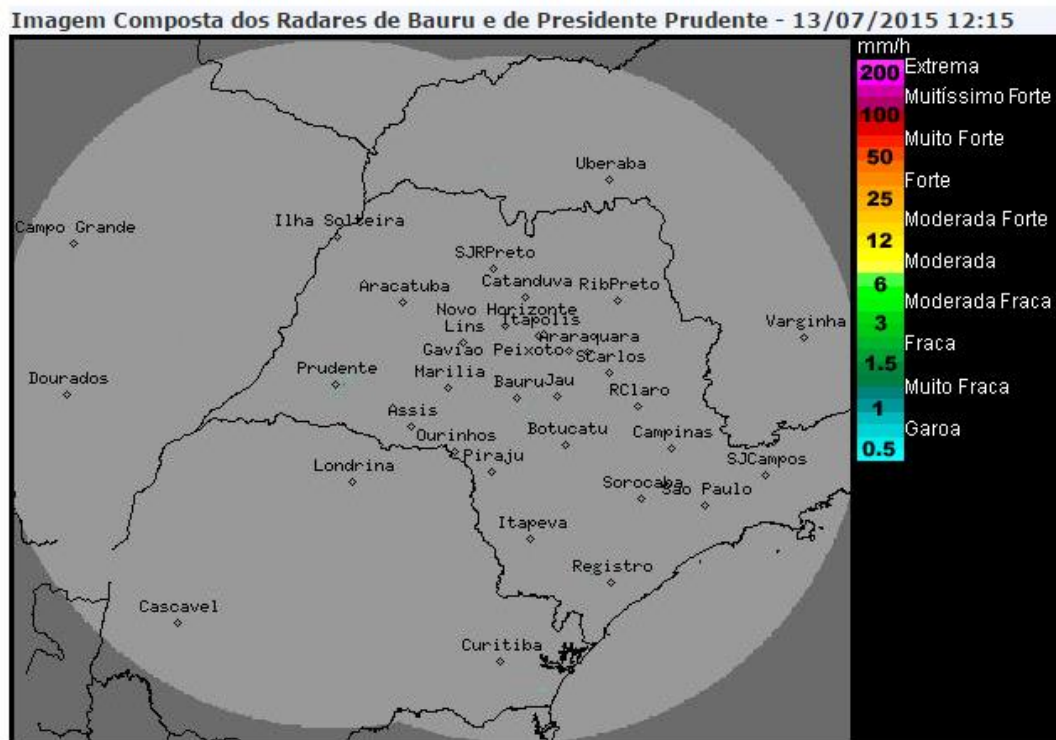 Imagem Composta dos Radares de Bauru e de Presidente Prudente - 13/07/2015 12:15
mm/h
200 Extrema
Muitíssimo Forte
100
Muito Forte
50
Forte
25
Moderada Forte
12
Moderada
6
Moderada Fraca
3
Fraca
1.5
Muito Fraca
1
Garoa
0.5
Uberaba
Campo Grande
Ilha Solteira
SJRPreto
Aracatuba
Catanduva
RibPreto
Novo Horizonte
Itapolis
Lins
Araraquara
Varginha
Gaviao Peixoto
SCarlos
Prudente
Marilia
Dourados
Bauru
Jau
RClaro
Assis
Ourinhos
Botucatu
Campinas
Piraju
Londrina
SJCampos
Sorocaba
Sao Paulo
Itapeva
Registro
Cascavel
Curitiba